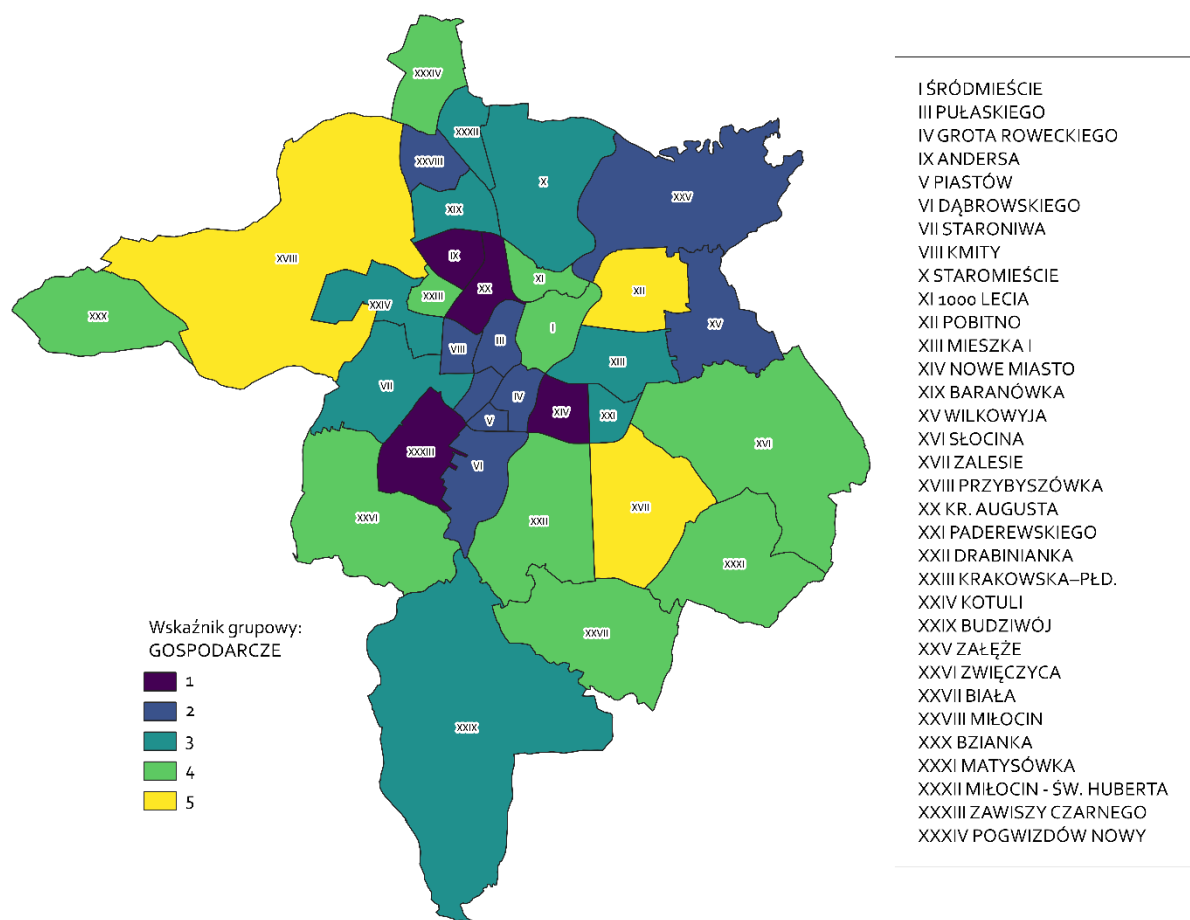 XXXIV
XXXII
XXVIII
X
XXV
XIX
IX
XVIII
XI
XX
XII
XXIII
XXIV
XXX
XV
I
III
VIII
XIII
VII
IV
XIV
XXI
V
XVI
XXXIII
VI
XVII
XXII
XXVI
XXXI
XXVII
XXIX
Wskaźnik grupowy:
GOSPODARCZE
1
2
3
4
5
I ŚRÓDMIEŚCIE
III PUŁASKIEGO
IV GROTA ROWECKIEGO
IX ANDERSA
V PIASTÓW
VI DĄBROWSKIEGO
VII STARONIWA
VIII KMITY
X STAROMIEŚCIE
XI 1000 LECIA
XII POBITNO
XIII MIESZKA I
XIV NOWE MIASTO
XIX BARANÓWKA
XV WILKOWYJA
XVI SŁOCINA
XVII ZALESIE
XVIII PRZYBYSZÓWKA
XX KR. AUGUSTA
XXI PADEREWSKIEGO
XXII DRABINIANKA
XXIII KRAKOWSKA–PŁD.
XXIV KOTULI
XXIX BUDZIWÓJ
XXV ZAŁĘŻE
XXVI ZWIĘCZYCA
XXVII BIAŁA
XXVIII MIŁOCIN
XXX BZIANKA
XXXI MATYSÓWKA
XXXII MIŁOCIN - ŚW. HUBERTA
XXXIII ZAWISZY CZARNEGO
XXXIV POGWIZDÓW NOWY